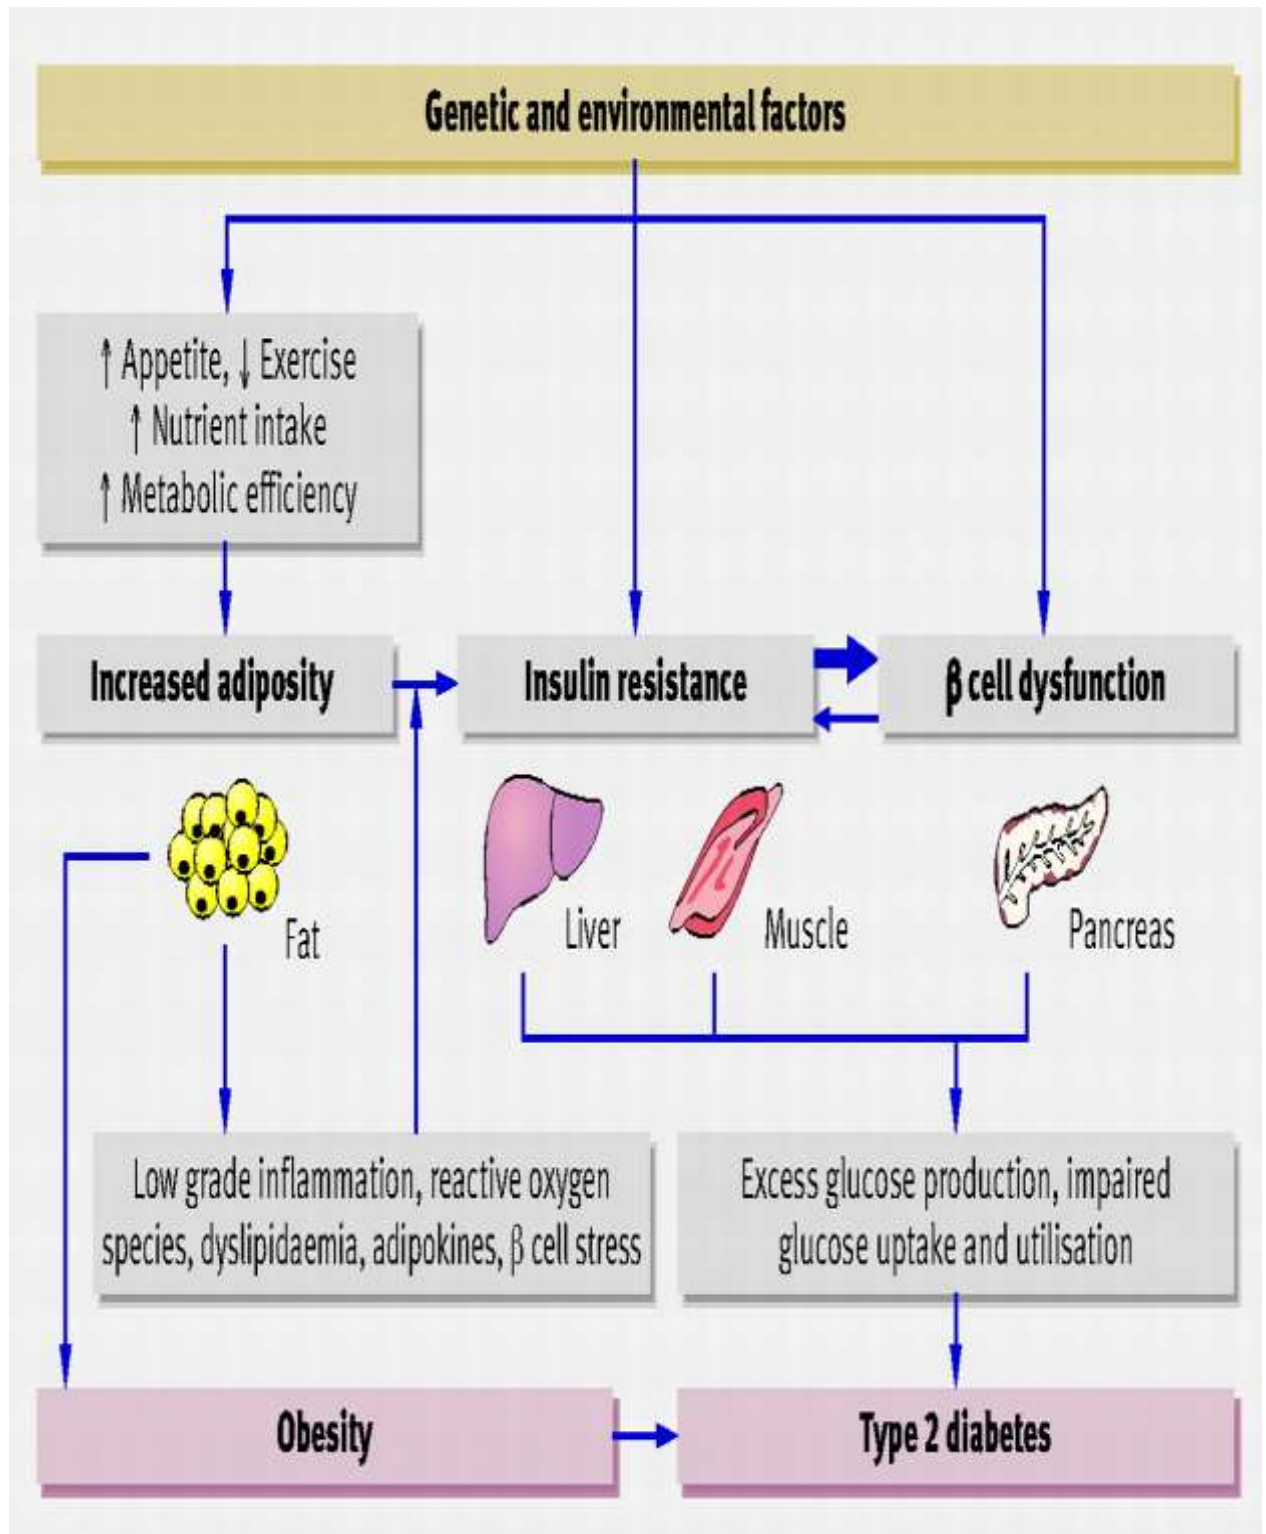 Genetic and environmental factors
↑ Appetite, ↓ Exercise
↑ Nutrient intake
↑ Metabolic efficiency
Increased adiposity
Insulin resistance
β cell dysfunction
Fat
Liver
Muscle
Pancreas
Low grade inflammation, reactive oxygen
species, dyslipidaemia, adipokines, β cell stress
Excess glucose production, impaired
glucose uptake and utilisation
Obesity
Type 2 diabetes